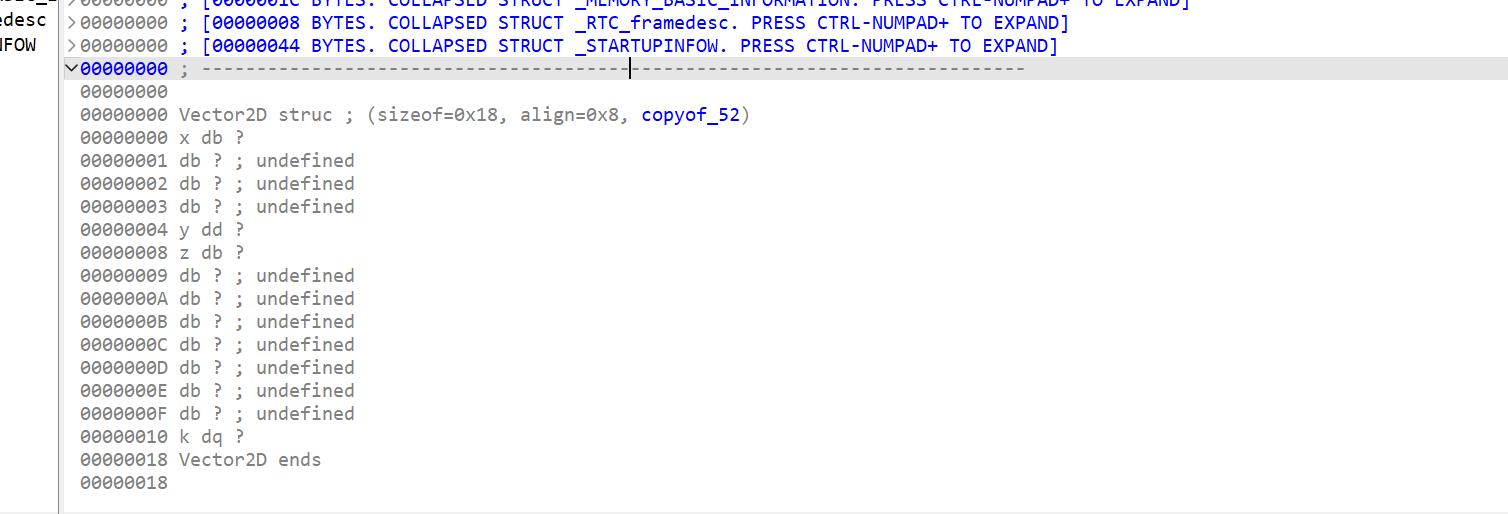 00000000 ; [0000001C BYTES. COLLAPSED STRUCT _MEMORY_BASIC_INFORMATION. PRESS CTRL-NUMPAD+ TO EXPAND]
edesc
00000000 ; [00000008 BYTES. COLLAPSED STRUCT _RTC_framedesc. PRESS CTRL-NUMPAD+ TO EXPAND]
NFOW
00000000 ; [00000044 BYTES. COLLAPSED STRUCT _STARTUPINFOW. PRESS CTRL-NUMPAD+ TO EXPAND]
00000000 ; ---------------------------------------------------------------------------
00000000
00000000 Vector2D struc ; (sizeof=0x18, align=0x8, copyof_52)
00000000 x db ?
00000001 db ? ; undefined
00000002 db ? ; undefined
00000003 db ? ; undefined
00000004 y dd ?
00000008 z db ?
00000009 db ? ; undefined
0000000A db ? ; undefined
0000000B db ? ; undefined
0000000C db ? ; undefined
0000000D db ? ; undefined
0000000E db ? ; undefined
0000000F db ? ; undefined
00000010 k dq ?
00000018 Vector2D ends
00000018